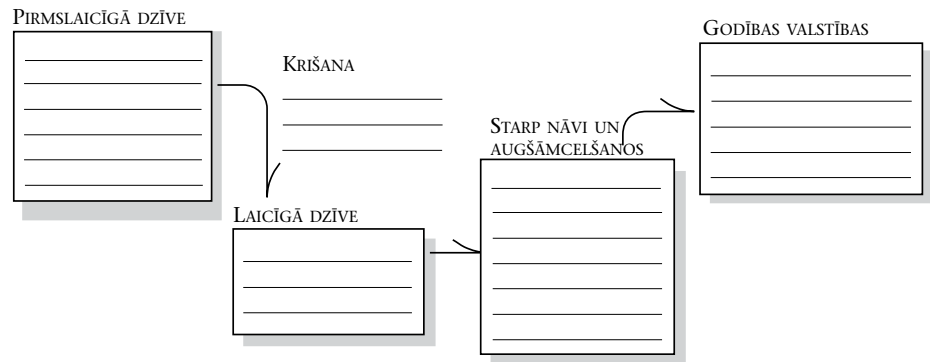 Pirmslaicīgā dzīve
Krišana
Laicīgā dzīve
Starp nāvi un
augšāmcelšanos
Godības valstības